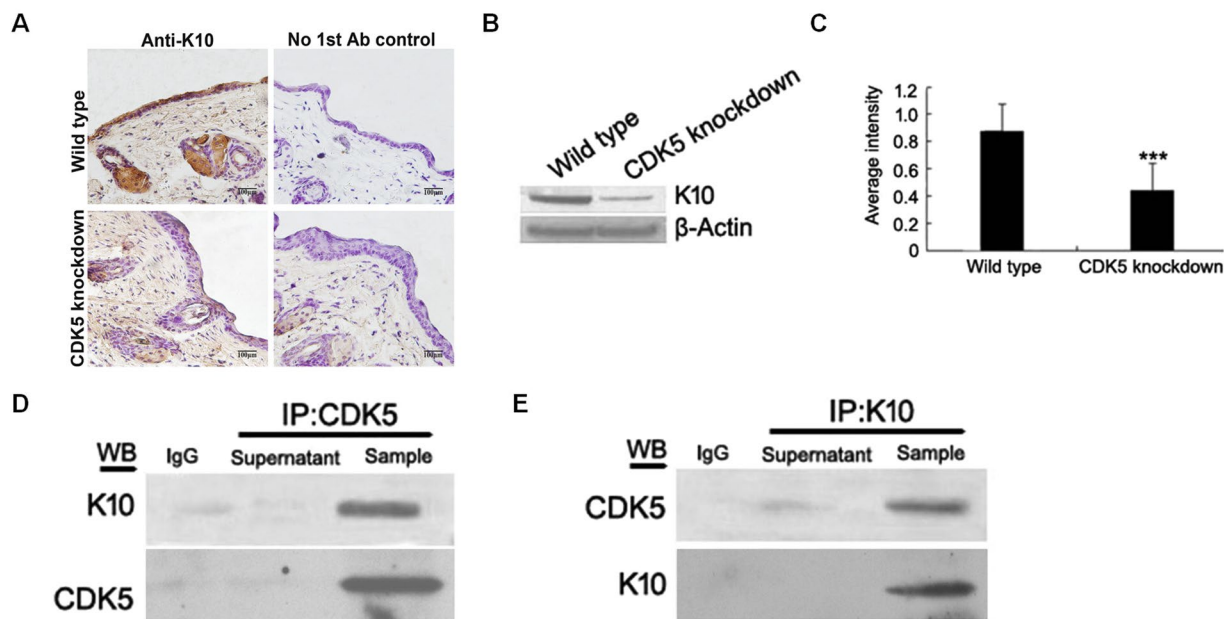 A
Anti-K10
No 1st Ab control
Wild type
CDK5 knockdown
100μm
100μm
100μm
100μm
B
Wild type
CDK5 knockdown
K10
β-Actin
C
Average intensity
1.2
1.0
0.8
0.6
0.4
0.2
0
***
Wild type
CDK5 knockdown
D
IP:CDK5
WB
IgG
Supernatant
Sample
K10
CDK5
E
IP:K10
WB
IgG
Supernatant
Sample
CDK5
K10